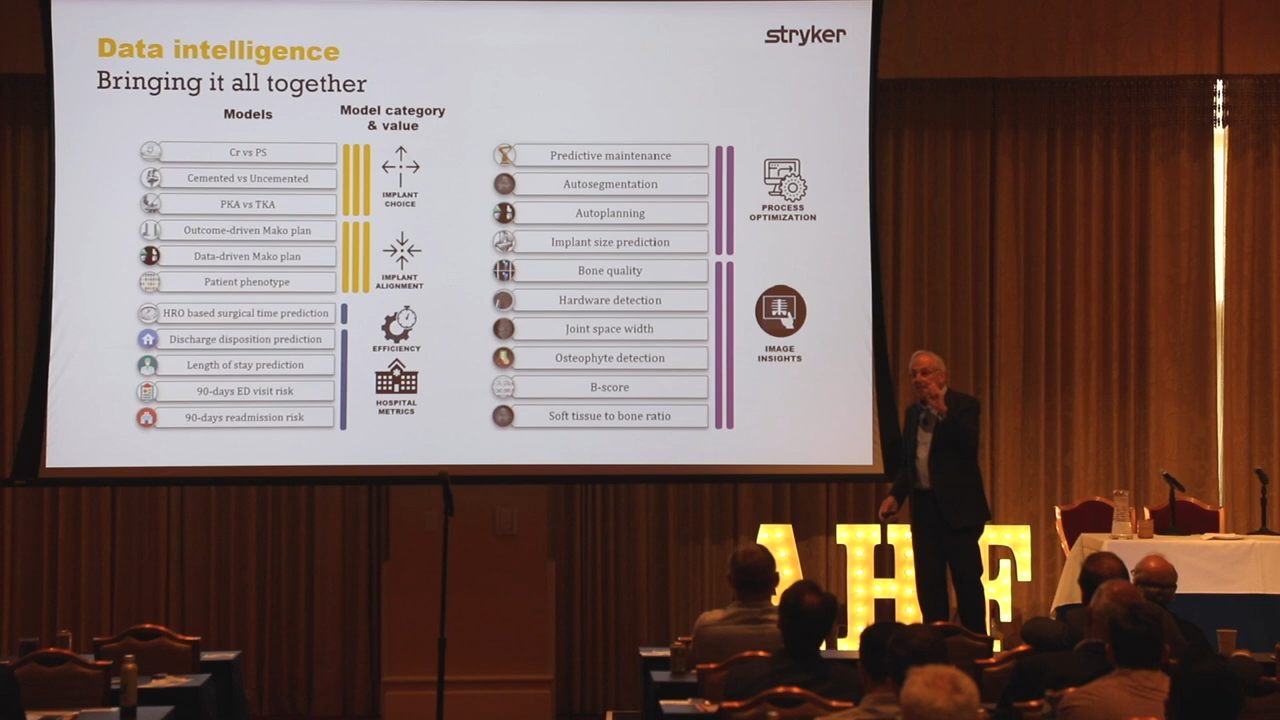 Data intelligence
stryker
Bringing it all together
Models
Model category
& value
Cr vs PS
Cemented vs Uncemented
PKA vs TKA
IMPLANT
CHOICE
Outcome-driven Mako plan
Data-driven Mako plan
Patient phenotype
IMPLANT
ALIGNMENT
HRO based surgical time prediction
EFFICIENCY
Discharge disposition prediction
Length of stay prediction
90-days ED visit risk
90-days readmission risk
HOSPITAL
METRICS
Predictive maintenance
Autosegmentation
Autoplanning
Implant size prediction
PROCESS
OPTIMIZATION
Bone quality
Hardware detection
Joint space width
Osteophyte detection
B-score
Soft tissue to bone ratio
IMAGE
INSIGHTS
AHF